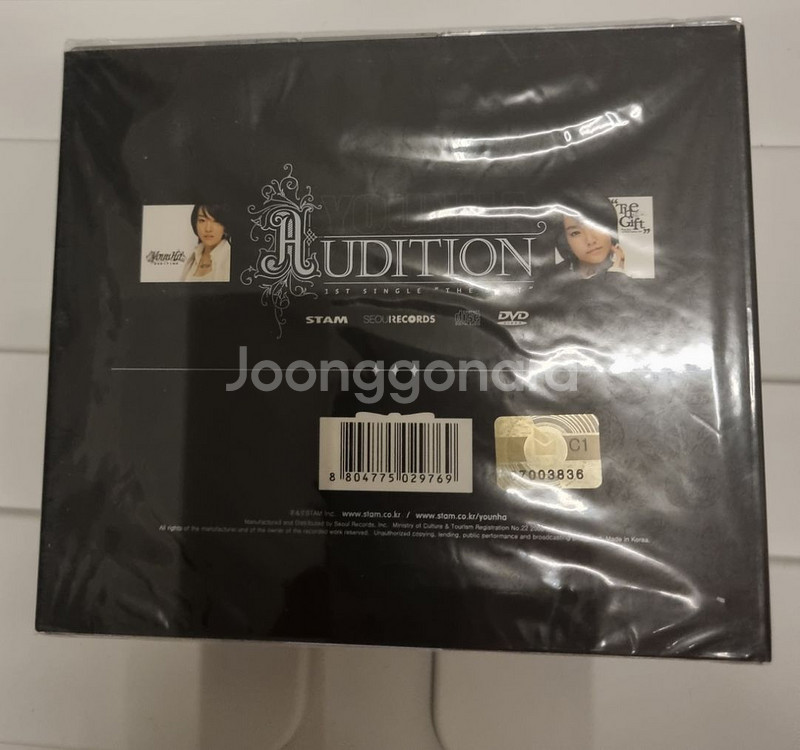 YOUNHA
AUDITION
1ST SINGLE "THE
"THE
Gift"
STAM SEOULRECORDS DVD
VIDEO
Joonggonara
C1
8 804775 029769
7003836
STAM Inc. www.stam.co.kr / www.stam.co.kr/younha
Manufactured and Distributed by Seoul Records, Inc. Ministry of Culture & Tourism Registration No.22
All rights of the manufacturer and of the owner of the recorded work reserved. Unauthorized copying, lending, public performance and broadcasting Made in Korea.